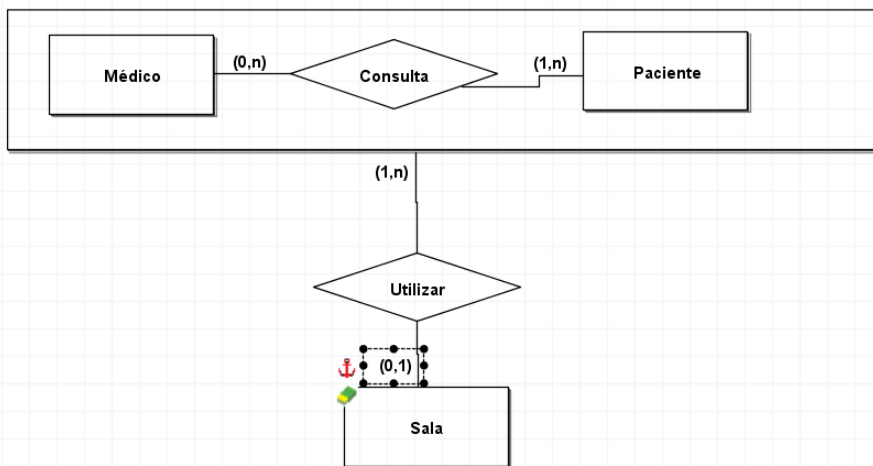 Médico
(0,n)
Consulta
(1,n)
Paciente
(1,n)
Utilizar
(0,1)
Sala